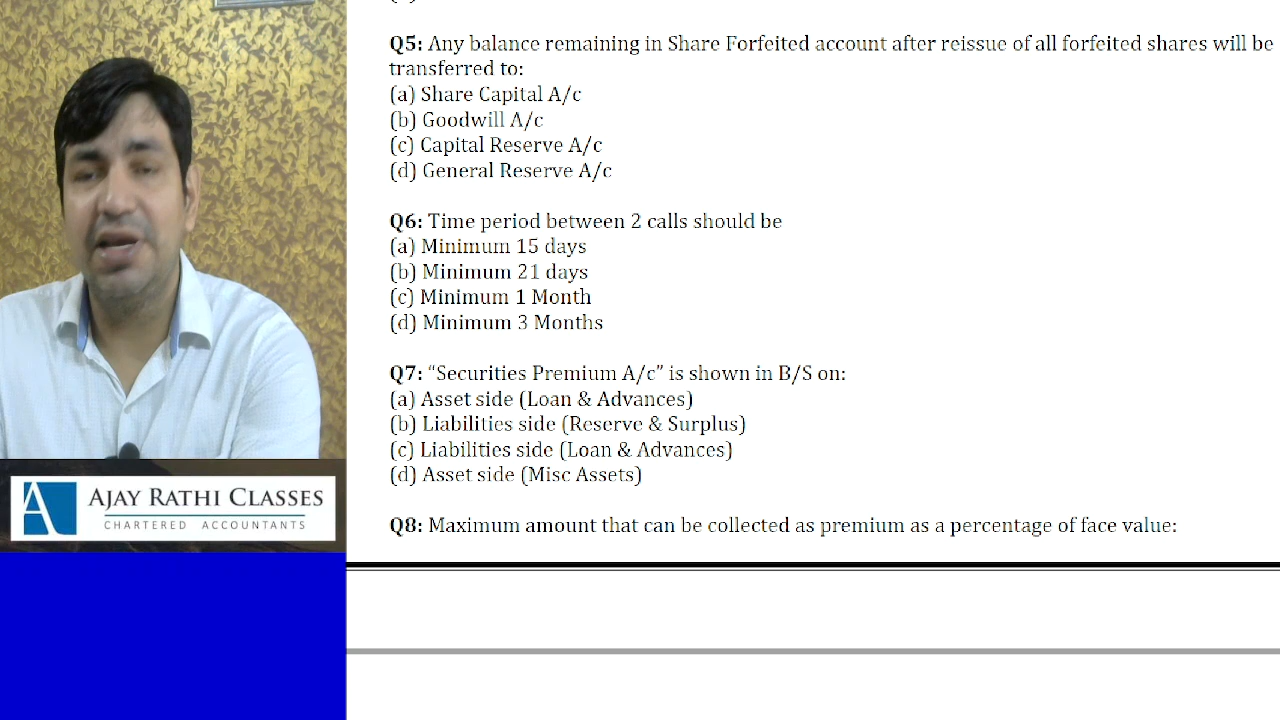 Q5: Any balance remaining in Share Forfeited account after reissue of all forfeited shares will be
transferred to:
(a) Share Capital A/c
(b) Goodwill A/c
(c) Capital Reserve A/c
(d) General Reserve A/c
Q6: Time period between 2 calls should be
(a) Minimum 15 days
(b) Minimum 21 days
(c) Minimum 1 Month
(d) Minimum 3 Months
Q7: “Securities Premium A/c” is shown in B/S on:
(a) Asset side (Loan & Advances)
(b) Liabilities side (Reserve & Surplus)
(c) Liabilities side (Loan & Advances)
(d) Asset side (Misc Assets)
Q8: Maximum amount that can be collected as premium as a percentage of face value:
AJAY RATHI CLASSES
CHARTERED ACCOUNTANTS